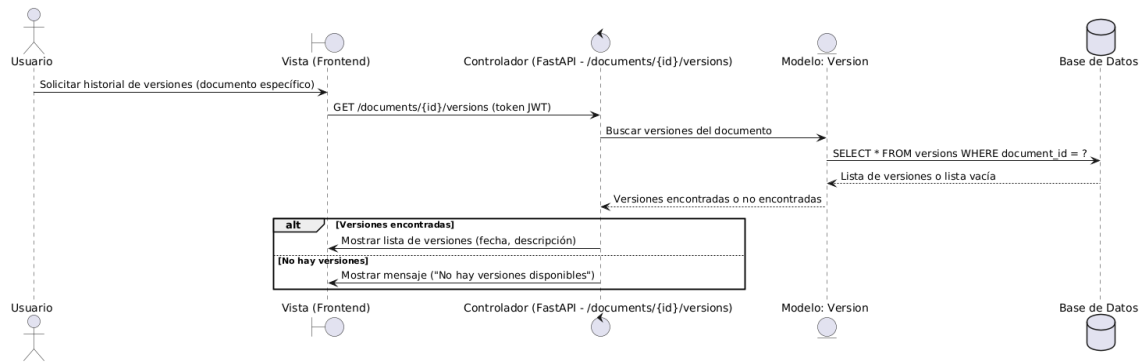 Usuario
Vista (Frontend)
Controlador (FastAPI - /documents/{id}/versions)
Modelo: Version
Base de Datos
Solicitar historial de versiones (documento específico)
GET /documents/{id}/versions (token JWT)
Buscar versiones del documento
SELECT * FROM versions WHERE document_id = ?
Lista de versiones o lista vacía
Versiones encontradas o no encontradas
alt
[Versiones encontradas]
Mostrar lista de versiones (fecha, descripción)
[No hay versiones]
Mostrar mensaje ("No hay versiones disponibles")
Usuario
Vista (Frontend)
Controlador (FastAPI - /documents/{id}/versions)
Modelo: Version
Base de Datos